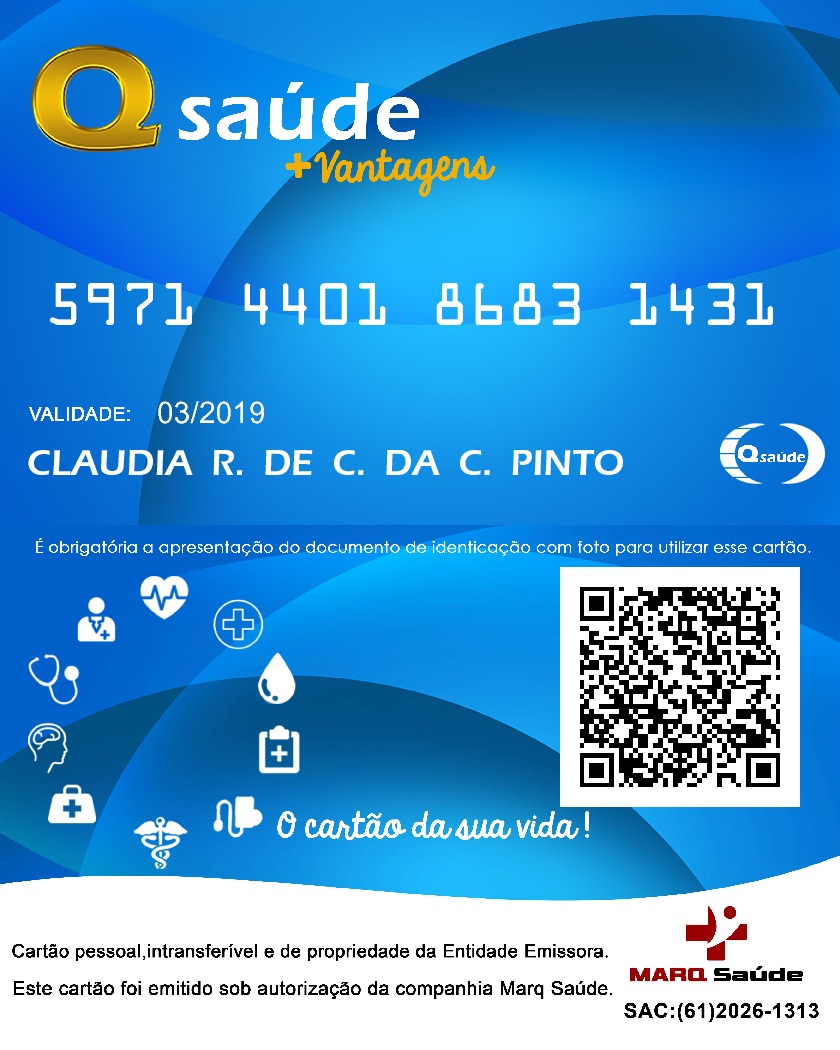 Q saúde
+Vantagens
5971 4401 8683 1431
VALIDADE: 03/2019
CLAUDIA R. DE C. DA C. PINTO
Qsaúde
É obrigatória a apresentação do documento de identicação com foto para utilizar esse cartão.
O cartão da sua vida!
Cartão pessoal,intransferível e de propriedade da Entidade Emissora.
MARQ Saúde
Este cartão foi emitido sob autorização da companhia Marq Saúde.
SAC:(61)2026-1313